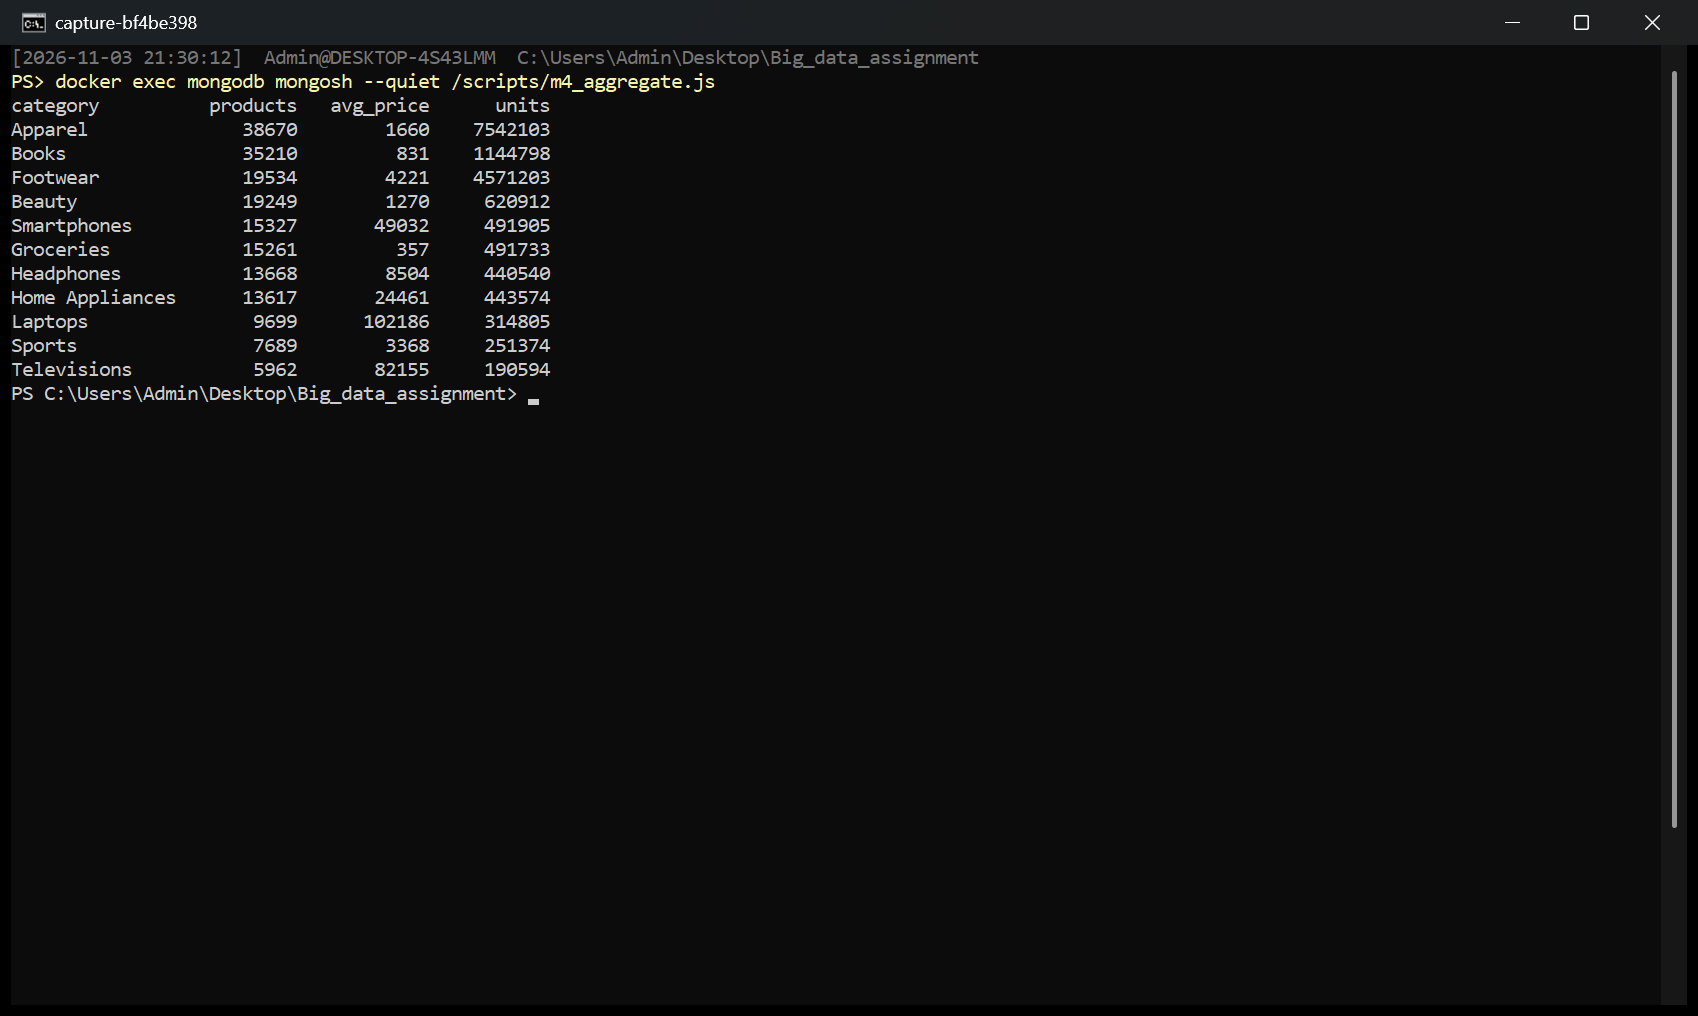 capture-bf4be398
[2026-11-03 21:30:12]  Admin@DESKTOP-4S43LMM  C:\Users\Admin\Desktop\Big_data_assignment
PS> docker exec mongodb mongosh --quiet /scripts/m4_aggregate.js
category          products   avg_price      units
Apparel              38670        1660    7542103
Books                35210         831    1144798
Footwear             19534        4221    4571203
Beauty               19249        1270     620912
Smartphones          15327       49032     491905
Groceries            15261         357     491733
Headphones           13668        8504     440540
Home Appliances      13617       24461     443574
Laptops               9699      102186     314805
Sports                7689        3368     251374
Televisions           5962       82155     190594
PS C:\Users\Admin\Desktop\Big_data_assignment>